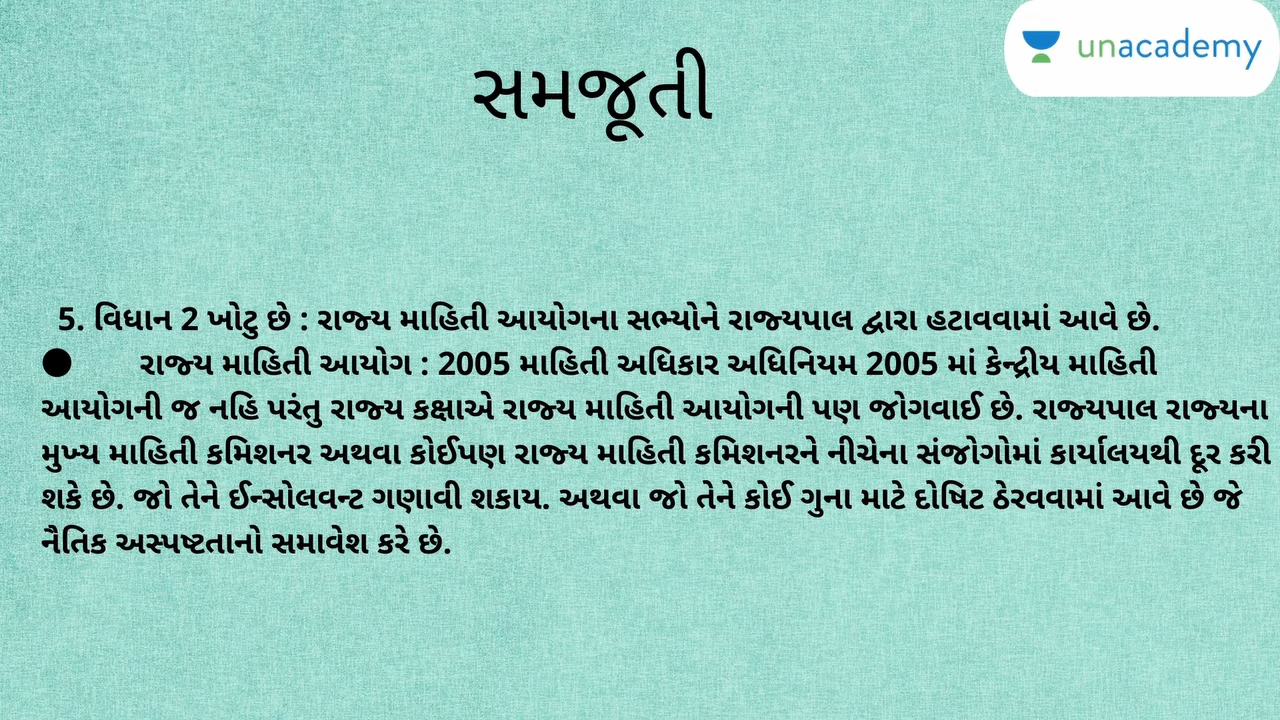 unacademy
સમજૂતી
5. વિધાન 2 ખોટુ છે : રાજ્ય માહિતી આયોગના સભ્યોને રાજ્યપાલ દ્વારા હટાવવામાં આવે છે.
● રાજ્ય માહિતી આયોગ : 2005 માહિતી અધિકાર અધિનિયમ 2005 માં કેન્દ્રીય માહિતી
આયોગની જ નહિ પરંતુ રાજ્ય કક્ષાએ રાજ્ય માહિતી આયોગની પણ જોગવાઈ છે. રાજ્યપાલ રાજ્યના
મુખ્ય માહિતી કમિશનર અથવા કોઈપણ રાજ્ય માહિતી કમિશનરને નીચેના સંજોગોમાં કાર્યાલયથી દૂર કરી
શકે છે. જો તેને ઈન્સોલવન્ટ ગણાવી શકાય. અથવા જો તેને કોઈ ગુના માટે દોષિટ ઠેરવવામાં આવે છે જે
નૈતિક અસ્પષ્ટતાનો સમાવેશ કરે છે.